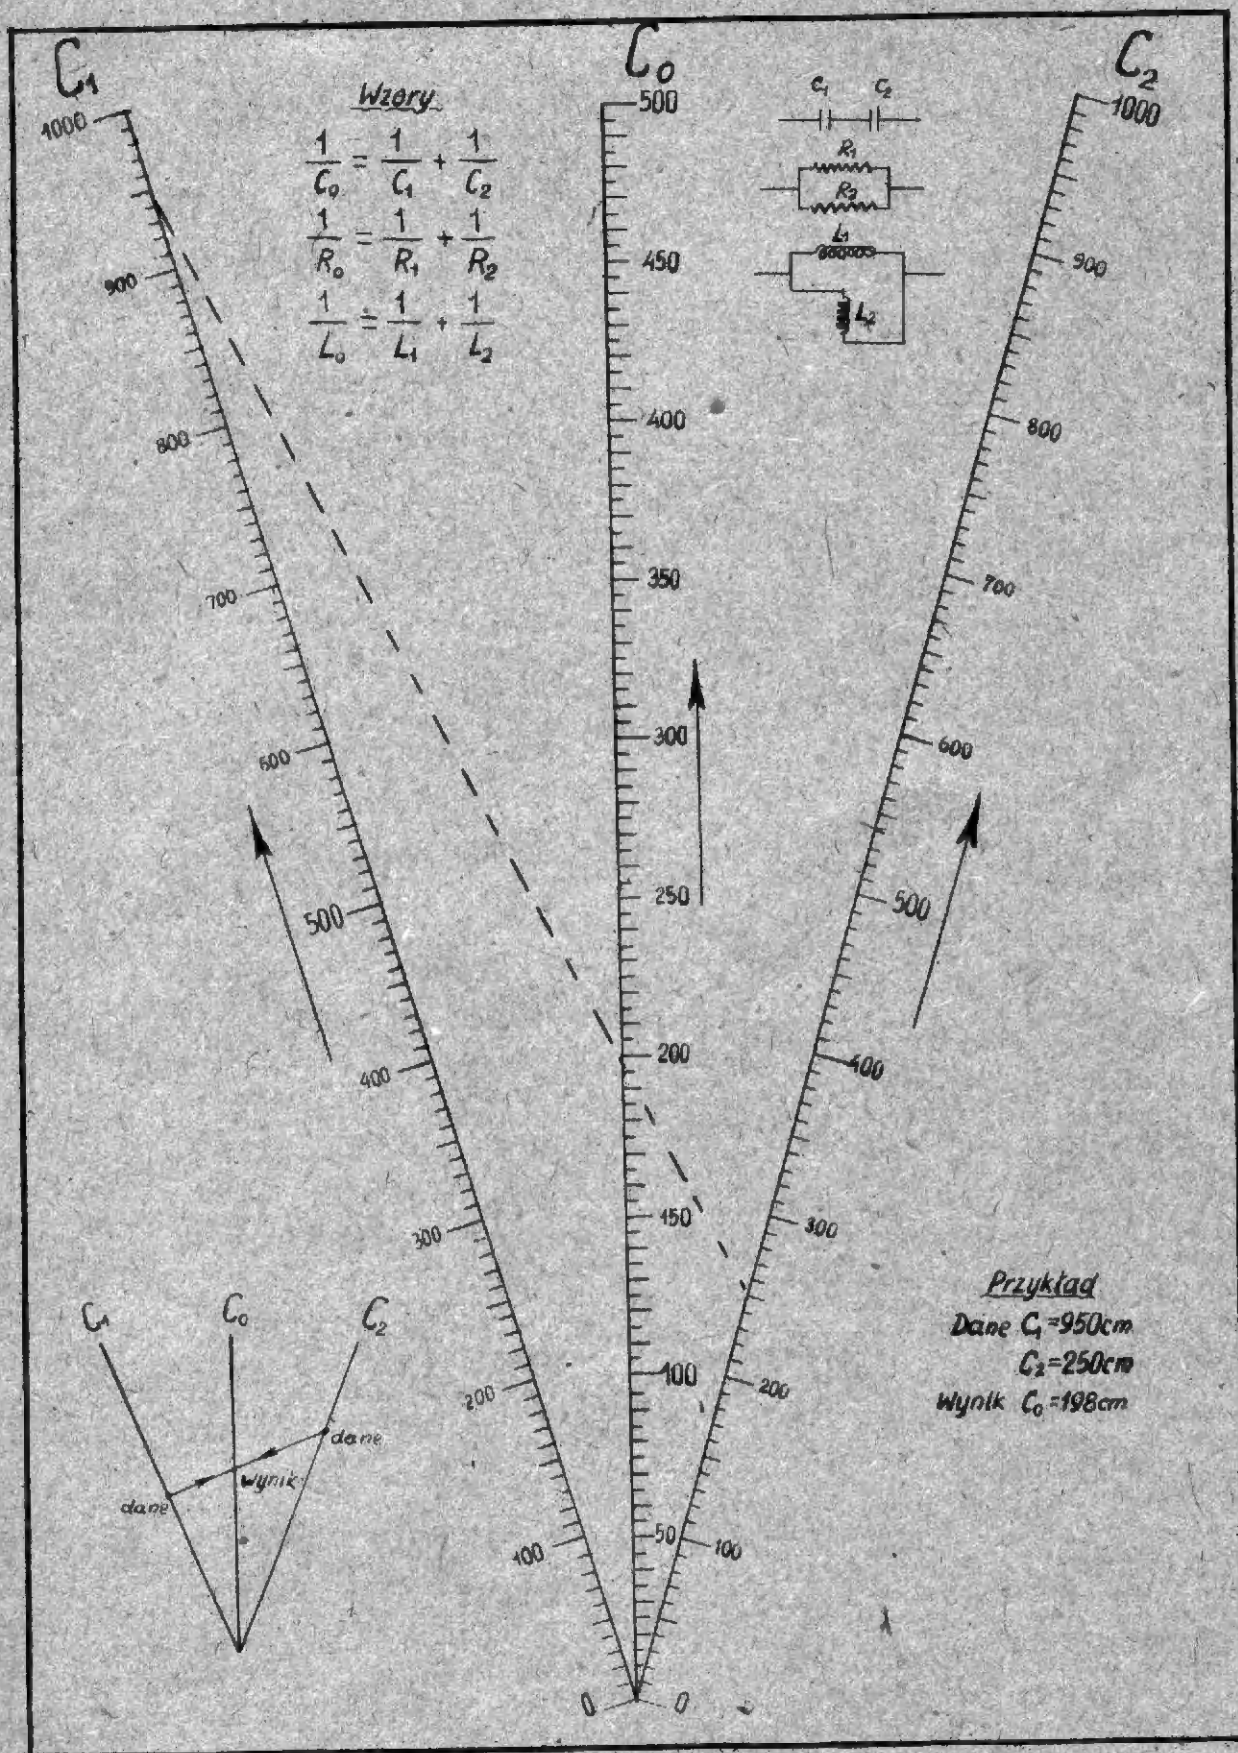 C₁
C₀
C₂
Wzory
1/C₀ = 1/C₁ + 1/C₂
1/R₀ = 1/R₁ + 1/R₂
1/L₀ = 1/L₁ + 1/L₂
C₁ C₂
R₁
R₂
L₁
L₂
1000
900
800
700
600
500
400
300
200
100
0
500
450
400
350
300
250
200
150
100
50
1000
900
800
700
600
500
400
300
200
100
0
C₁
C₀
C₂
dane
wynik
dane
Przykład
Dane C₁=950cm
C₂=250cm
Wynik C₀=198cm